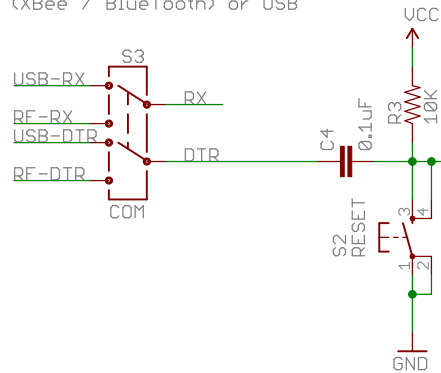 (XBee / BlueTooth) or USB
VCC
S3
USB-RX
RX
R3
10K
RF-RX
USB-DTR
C4
0.1uF
DTR
RF-DTR
COM
S2
RESET
3
4
1
2
GND